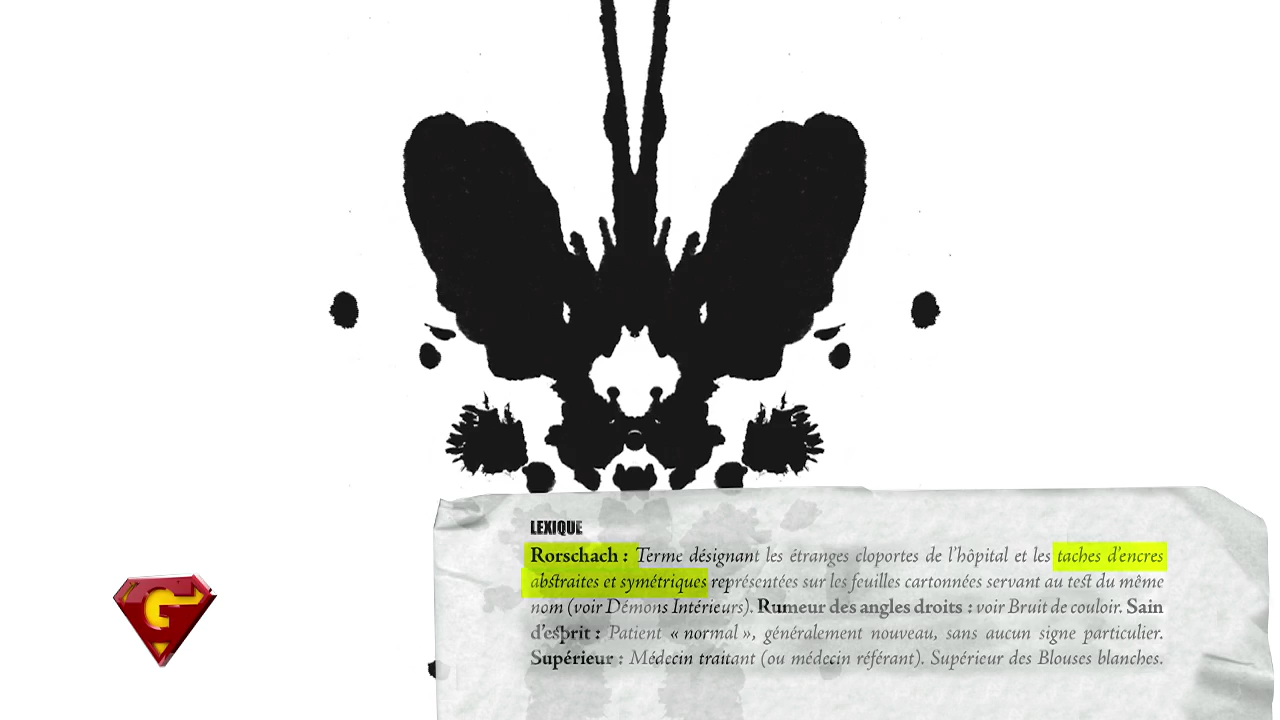 LEXIQUE
Rorschach : Terme désignant les étranges cloportes de l'hôpital et les taches d'encres
abstraites et symétriques représentées sur les feuilles cartonnées servant au test du même
nom (voir Démons Intérieurs). Rumeur des angles droits : voir Bruit de couloir. Sain
d'esprit : Patient « normal », généralement nouveau, sans aucun signe particulier.
Supérieur : Médecin traitant (ou médecin référant). Supérieur des Blouses blanches.
G